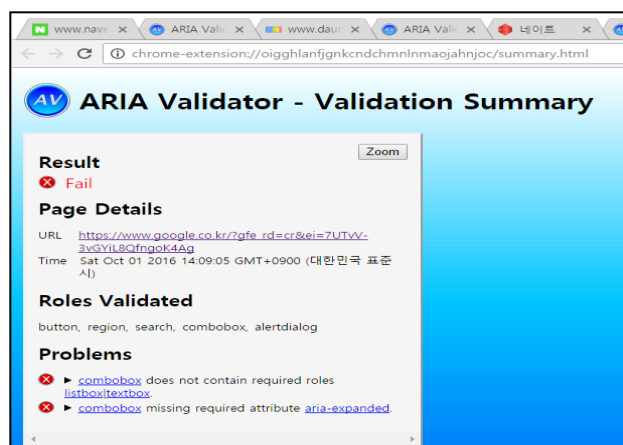 www.nave
ARIA Valic
www.daun
ARIA Valic
네이트
chrome-extension://oigghlanfjgnkcndchmnlnmaojahnjoc/summary.html
AV ARIA Validator - Validation Summary
Zoom
Result
Fail
Page Details
URL https://www.google.co.kr/?gfe_rd=cr&ei=7UTvV-
3vGYiL8QfngoK4Ag
Time Sat Oct 01 2016 14:09:05 GMT+0900 (대한민국 표준
시)
Roles Validated
button, region, search, combobox, alertdialog
Problems
combobox does not contain required roles
listbox|textbox.
combobox missing required attribute aria-expanded.